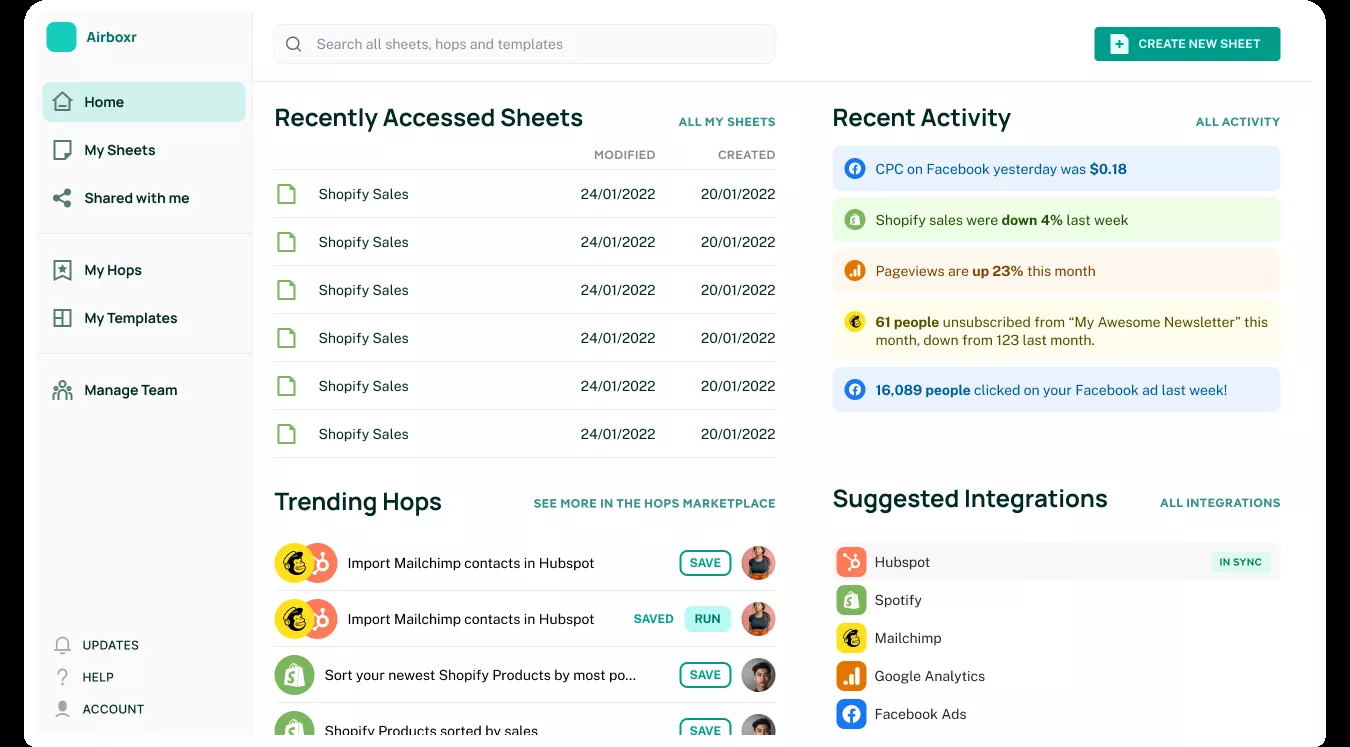 Airboxr
Home
My Sheets
Shared with me
My Hops
My Templates
Manage Team
UPDATES
HELP
ACCOUNT
Search all sheets, hops and templates
CREATE NEW SHEET
Recently Accessed Sheets
ALL MY SHEETS
MODIFIED CREATED
Shopify Sales 24/01/2022 20/01/2022
Shopify Sales 24/01/2022 20/01/2022
Shopify Sales 24/01/2022 20/01/2022
Shopify Sales 24/01/2022 20/01/2022
Shopify Sales 24/01/2022 20/01/2022
Shopify Sales 24/01/2022 20/01/2022
Trending Hops
SEE MORE IN THE HOPS MARKETPLACE
Import Mailchimp contacts in Hubspot SAVE
Import Mailchimp contacts in Hubspot SAVED RUN
Sort your newest Shopify Products by most po... SAVE
Shopify Products sorted by sales SAVE
Recent Activity
ALL ACTIVITY
CPC on Facebook yesterday was $0.18
Shopify sales were down 4% last week
Pageviews are up 23% this month
61 people unsubscribed from “My Awesome Newsletter” this
month, down from 123 last month.
16,089 people clicked on your Facebook ad last week!
Suggested Integrations
ALL INTEGRATIONS
Hubspot IN SYNC
Spotify
Mailchimp
Google Analytics
Facebook Ads